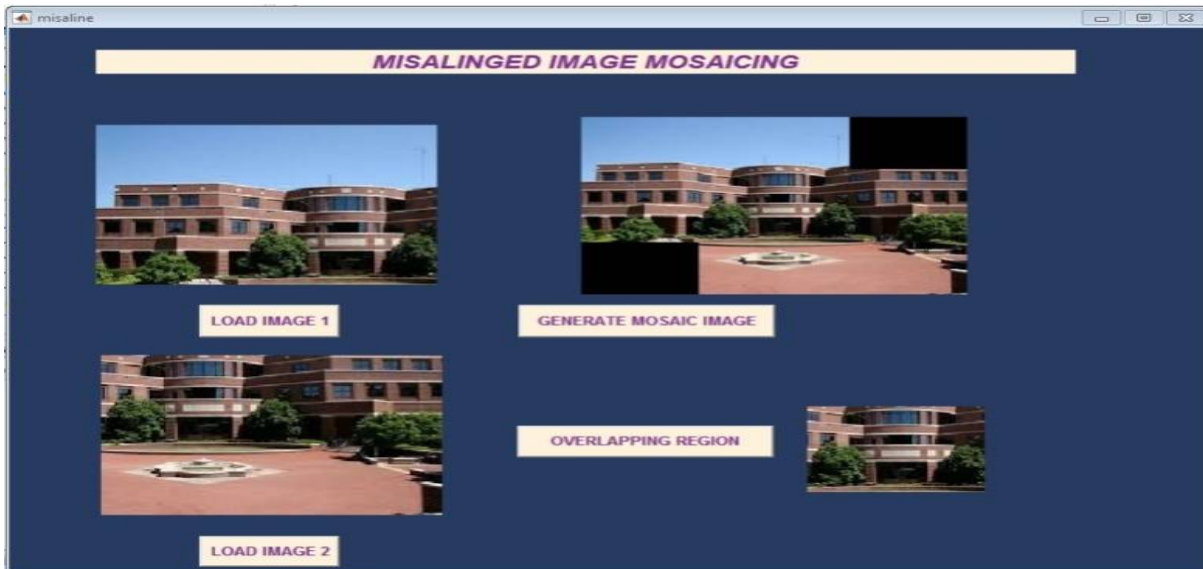 misaline
MISALINGED IMAGE MOSAICING
LOAD IMAGE 1
GENERATE MOSAIC IMAGE
OVERLAPPING REGION
LOAD IMAGE 2